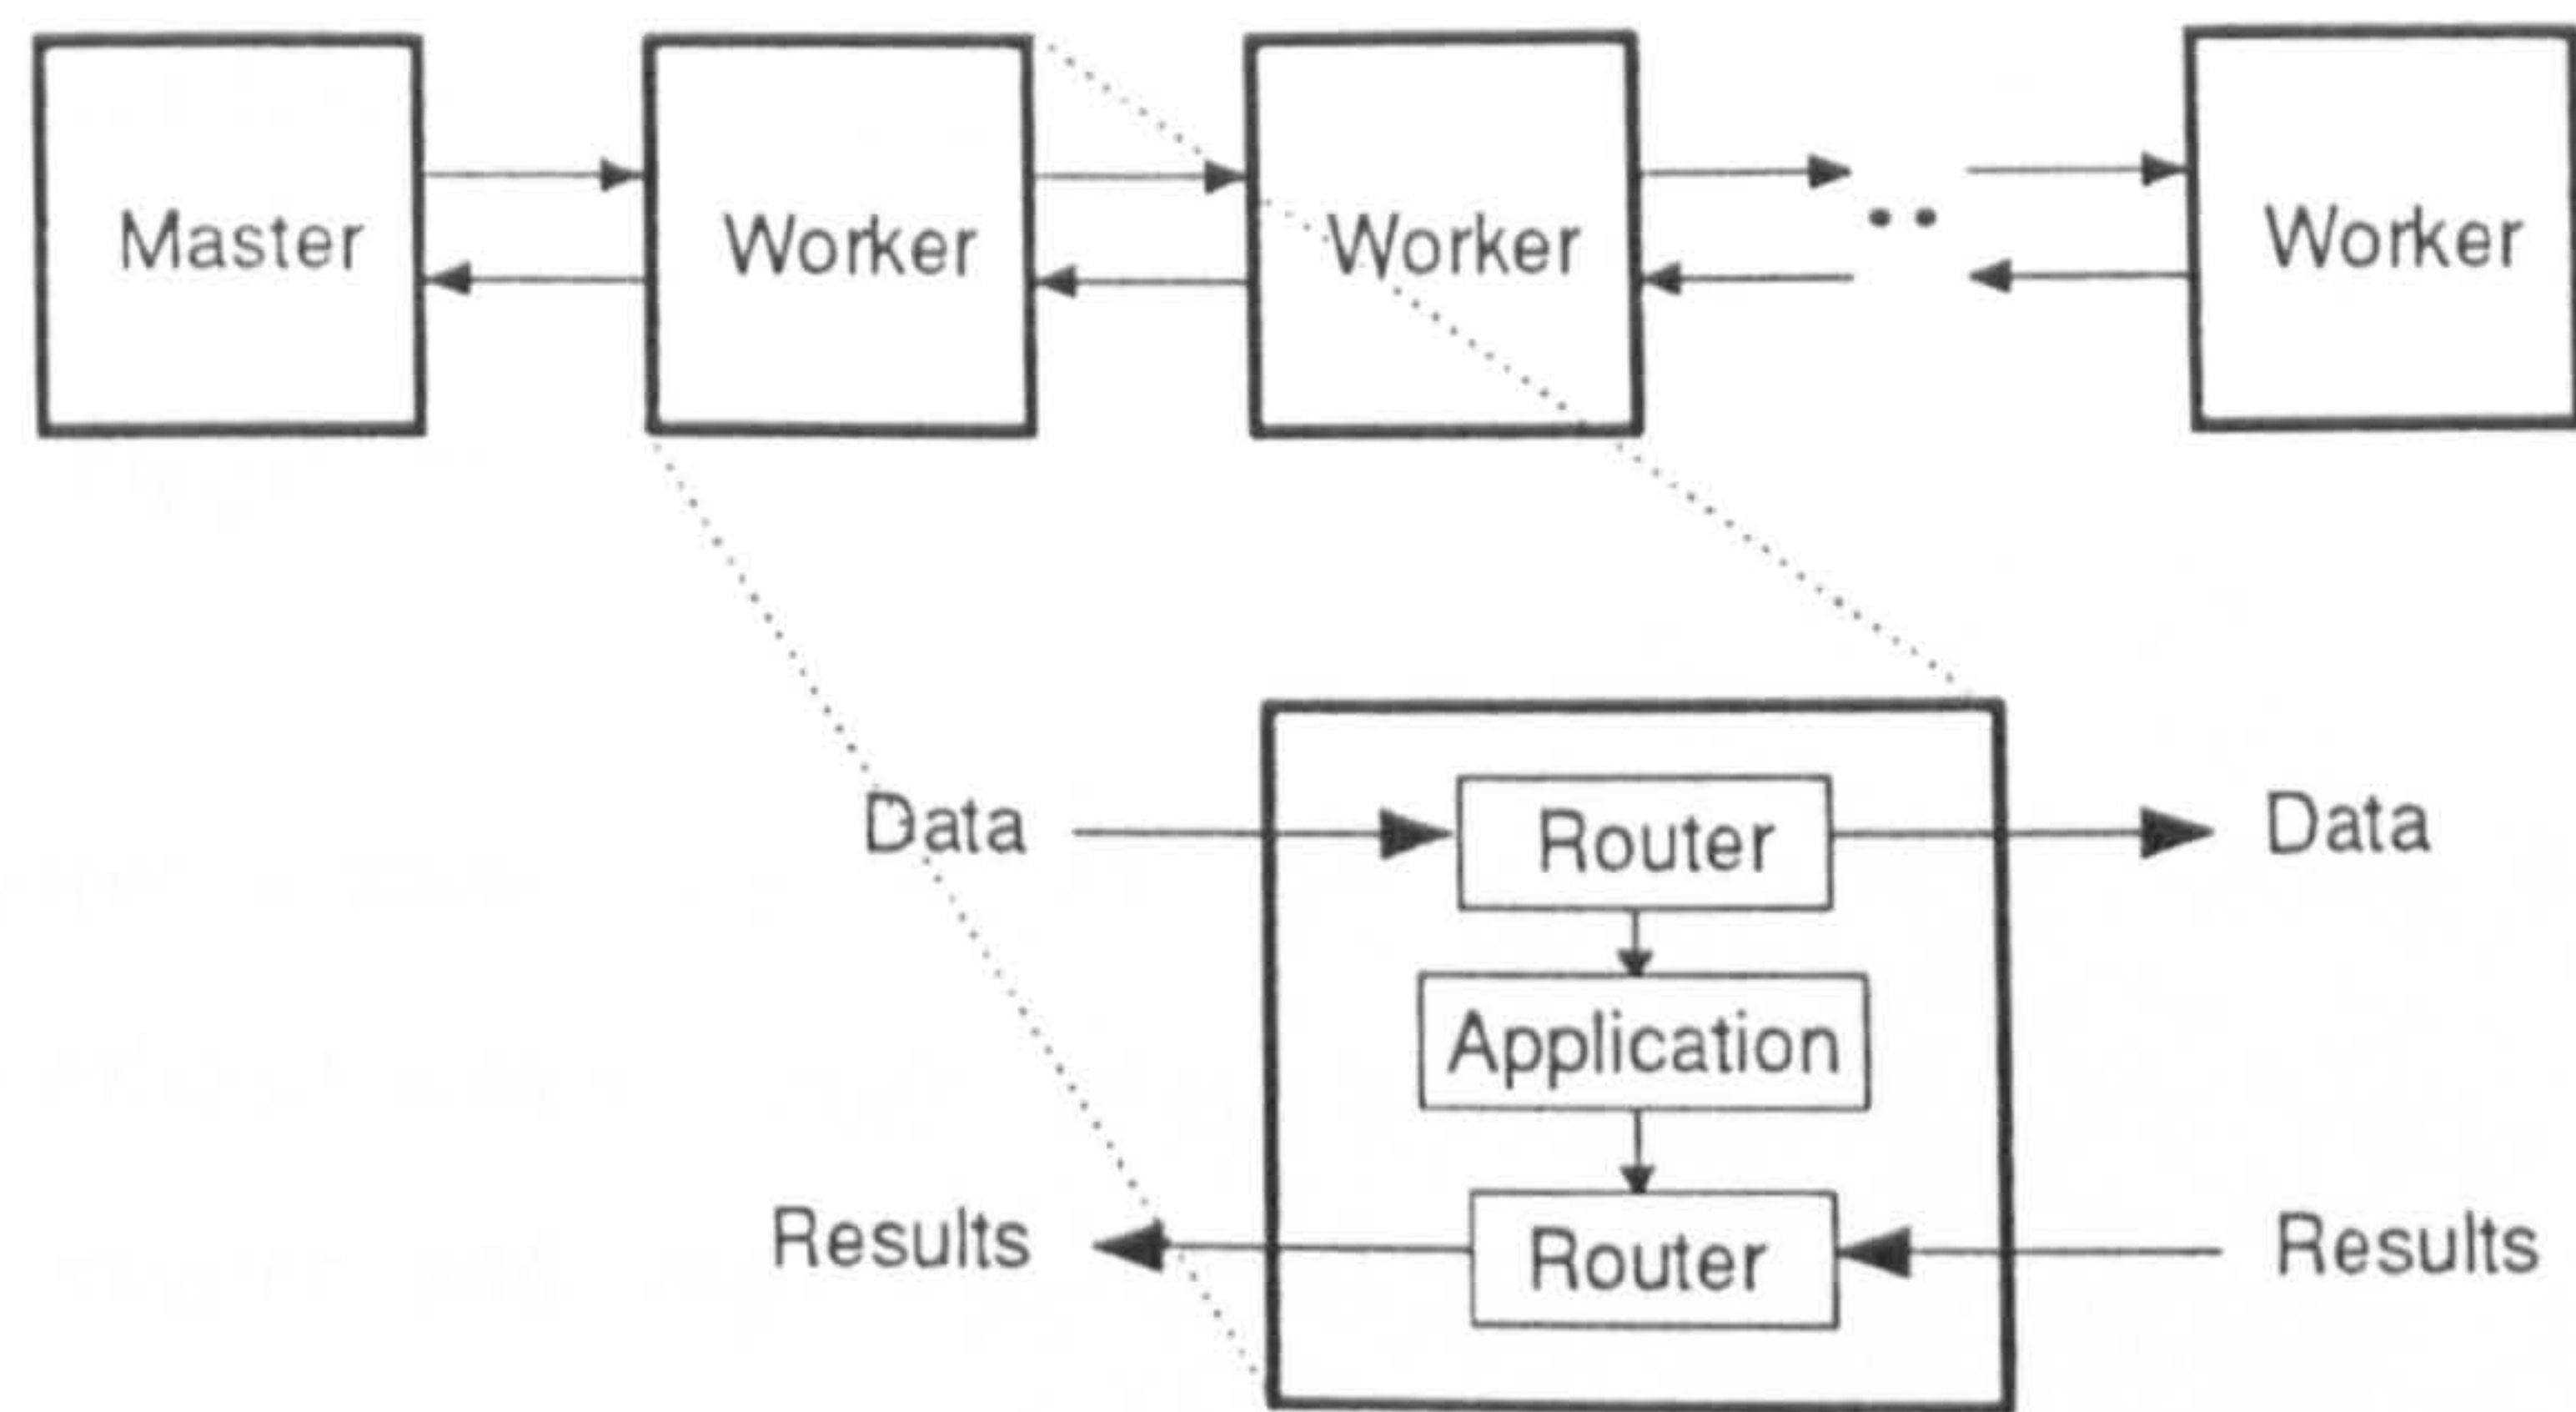 Master
Worker
Worker
Worker
Data
Router
Data
Application
Results
Router
Results